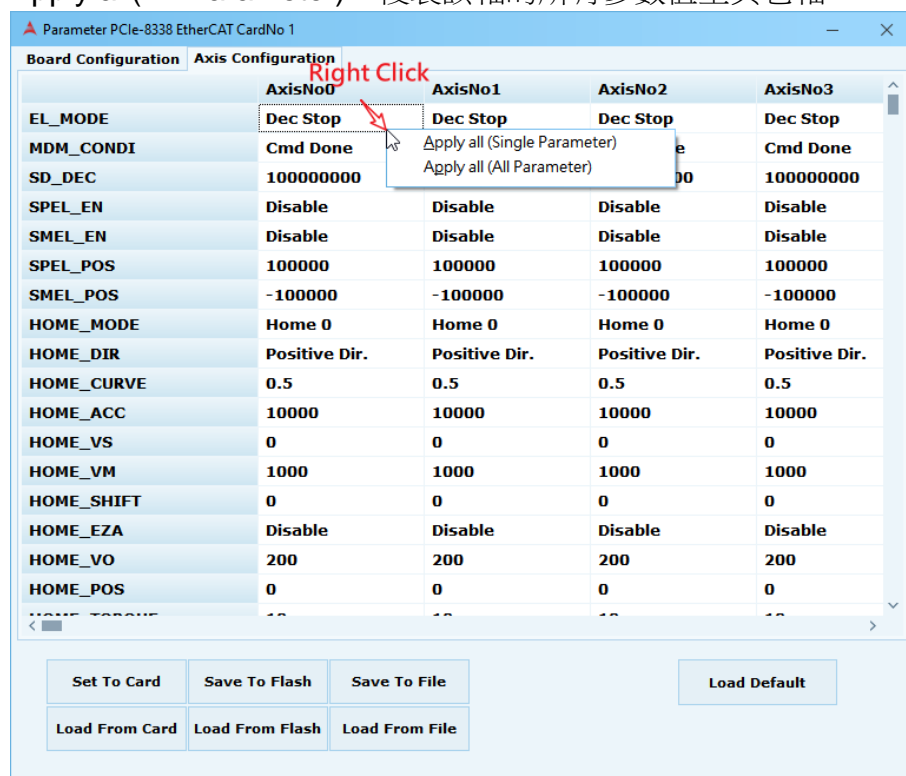 Parameter PCIe-8338 EtherCAT CardNo 1
Board Configuration Axis Configuration
Right Click
AxisNo0 AxisNo1 AxisNo2 AxisNo3
EL_MODE Dec Stop Dec Stop Dec Stop Dec Stop
Apply all (Single Parameter)
MDM_CONDI Cmd Done e Cmd Done
Apply all (All Parameter)
SD_DEC 100000000 00 100000000
SPEL_EN Disable Disable Disable Disable
SMEL_EN Disable Disable Disable Disable
SPEL_POS 100000 100000 100000 100000
SMEL_POS -100000 -100000 -100000 -100000
HOME_MODE Home 0 Home 0 Home 0 Home 0
HOME_DIR Positive Dir. Positive Dir. Positive Dir. Positive Dir.
HOME_CURVE 0.5 0.5 0.5 0.5
HOME_ACC 10000 10000 10000 10000
HOME_VS 0 0 0 0
HOME_VM 1000 1000 1000 1000
HOME_SHIFT 0 0 0 0
HOME_EZA Disable Disable Disable Disable
HOME_VO 200 200 200 200
HOME_POS 0 0 0 0
Set To Card Save To Flash Save To File Load Default
Load From Card Load From Flash Load From File